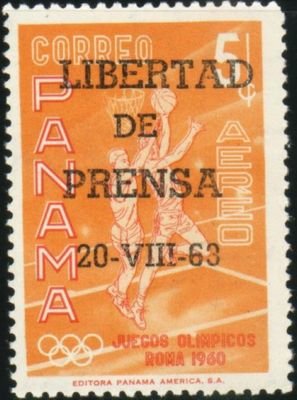 CORREO
5¢
LIBERTAD
DE
PRENSA
20-VIII-63
PANAMA
AEREO
JUEGOS OLIMPICOS
ROMA 1960
EDITORA PANAMA AMERICA, S.A.